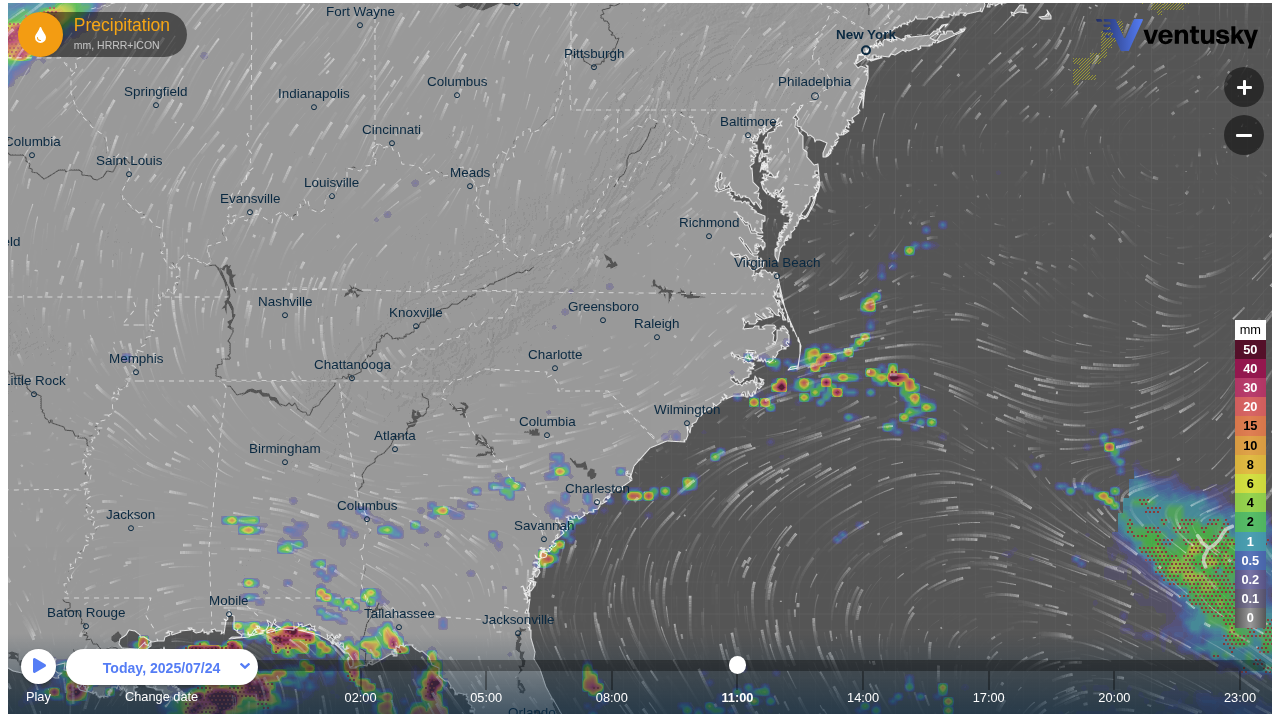 Precipitation
mm, HRRR+ICON
Fort Wayne
New York
ventusky
Pittsburgh
Columbus
Philadelphia
Springfield
Indianapolis
Baltimore
Cincinnati
Columbia
Saint Louis
Meads
Louisville
Evansville
Richmond
eld
Virginia Beach
Nashville
Knoxville
Greensboro
Raleigh
Memphis
Chattanooga
Charlotte
Little Rock
Wilmington
Columbia
Atlanta
Birmingham
Charleston
Columbus
Jackson
Savannah
Mobile
Baton Rouge
Tallahassee
Jacksonville
Orlando
mm
50
40
30
20
15
10
8
6
4
2
1
0.5
0.2
0.1
0
Today, 2025/07/24
Play
Change date
02:00
05:00
08:00
11:00
14:00
17:00
20:00
23:00